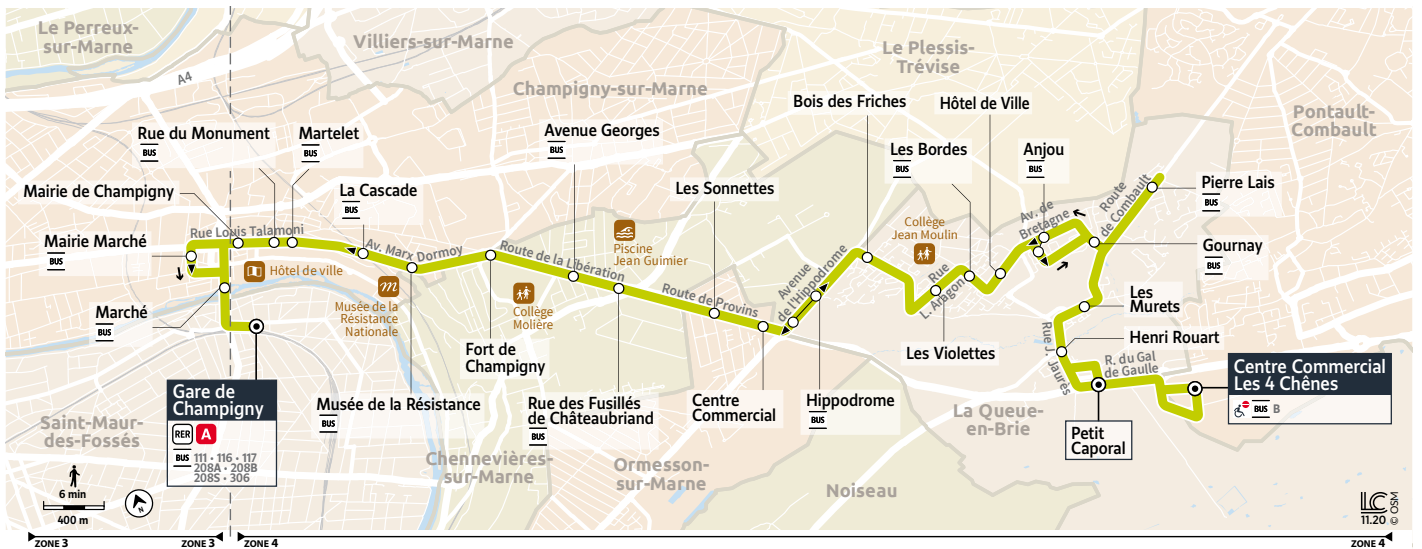 Le Perreux-
sur-Marne
Villiers-sur-Marne
Le Plessis-
Trévise
Champigny-sur-Marne
Pontault-
Combault
A4
Rue du Monument
BUS
Martelet
BUS
Avenue Georges
BUS
Bois des Friches
Hôtel de Ville
Les Bordes
BUS
Anjou
BUS
Mairie de Champigny
La Cascade
BUS
Les Sonnettes
Pierre Lais
BUS
Mairie Marché
BUS
Rue Louis Talamoni
Av. Marx Dormoy
Route de la Libération
Route de Provins
Avenue
de l'Hippodrome
Rue
L. Aragon
Av. de
Bretagne
Route
de Combault
Gournay
BUS
Hôtel de ville
Musée de la
Résistance
Nationale
Piscine
Jean Guimier
Collège
Molière
Collège
Jean Moulin
Marché
BUS
Les
Murets
Henri Rouart
Rue J. Jaurès
R. du Gal
de Gaulle
Fort de
Champigny
Les Violettes
Gare de
Champigny
RER A
BUS 111 • 116 • 117
208A • 208B
208S • 306
Musée de la Résistance
BUS
Rue des Fusillés
de Châteaubriand
BUS
Centre
Commercial
Hippodrome
BUS
Centre Commercial
Les 4 Chênes
BUS B
Petit
Caporal
La Queue-
en-Brie
Saint-Maur-
des-Fossés
Chennevières-
sur-Marne
Ormesson-
sur-Marne
Noiseau
6 min
400 m
N
LC
11.20
© OSM
ZONE 3
ZONE 3
ZONE 4
ZONE 4